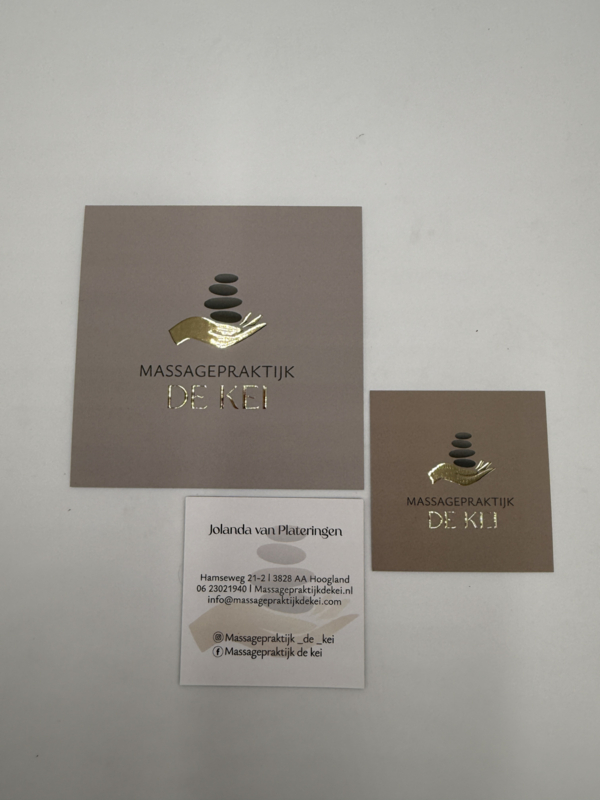 MASSAGEPRAKTIJK
DE KEI
MASSAGEPRAKTIJK
DE KEI
Jolanda van Plateringen
Hamseweg 21-2 | 3828 AA Hoogland
06 23021940 | Massagepraktijkdekei.nl
info@massagepraktijkdekei.com
Massagepraktijk _de _kei
Massagepraktijk de kei